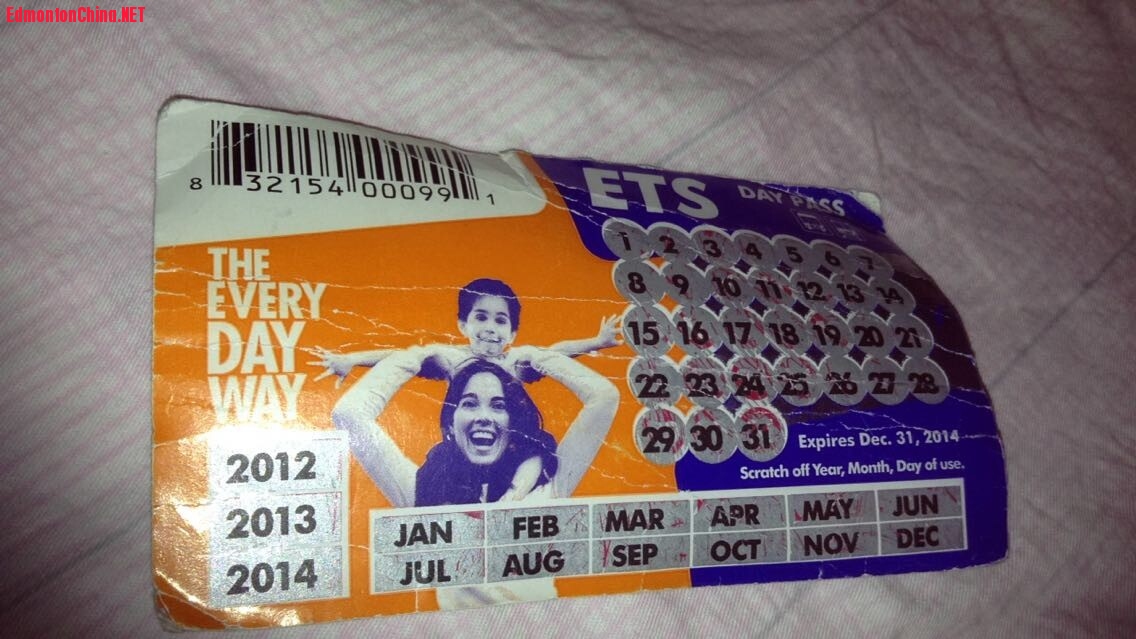 EdmontonChina.NET
8 32154 00099 1
ETS DAY PASS
THE
EVERY
DAY
WAY
1 2 3 4 5 6 7
8 9 10 11 12 13 14
15 16 17 18 19 20 21
22 23 24 25 26 27 28
29 30 31
Expires Dec. 31, 2014
Scratch off Year, Month, Day of use.
2012
2013
2014
JAN FEB MAR APR MAY JUN
JUL AUG SEP OCT NOV DEC